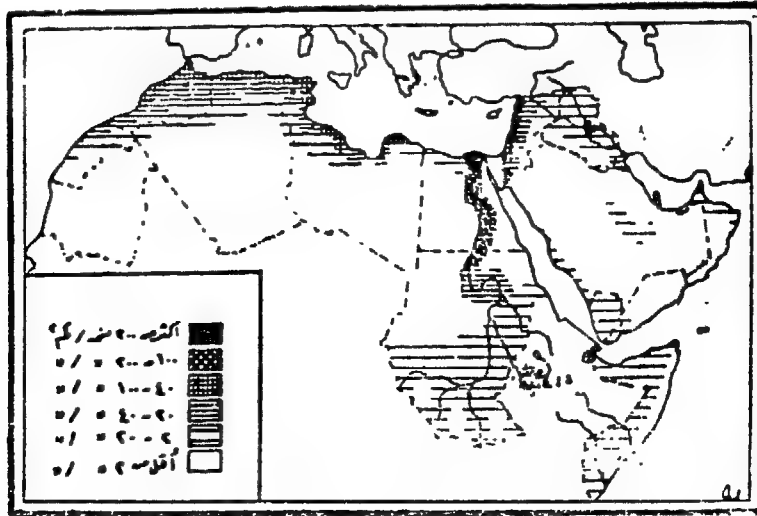 أكثر من ٢٠٠ نسمة / كم٢
١٠٠ – ٢٠٠ » / »
٤٠ – ١٠٠ » / »
٢٠ – ٤٠ » / »
٢ – ٢٠ » / »
أقل من ٢ » / »